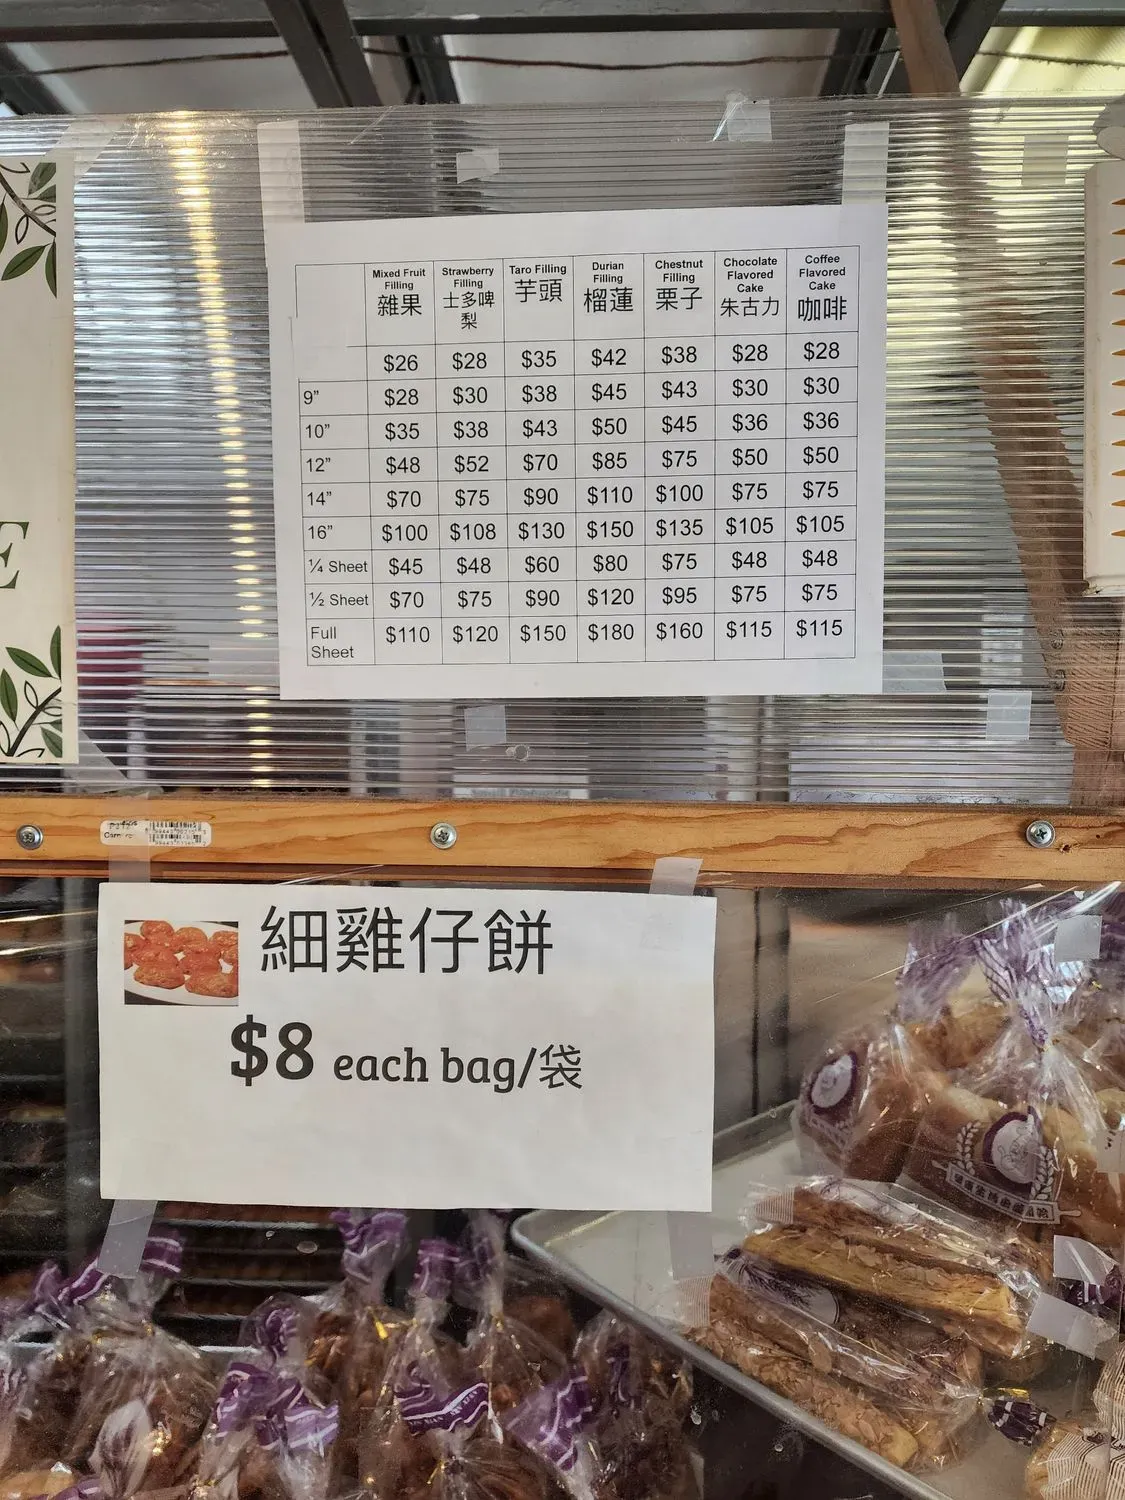 Mixed Fruit Filling 雜果 Strawberry Filling 士多啤梨 Taro Filling 芋頭 Durian Filling 榴蓮 Chestnut Filling 栗子 Chocolate Flavored Cake 朱古力 Coffee Flavored Cake 咖啡
$26 $28 $35 $42 $38 $28 $28
9” $28 $30 $38 $45 $43 $30 $30
10” $35 $38 $43 $50 $45 $36 $36
12” $48 $52 $70 $85 $75 $50 $50
14” $70 $75 $90 $110 $100 $75 $75
16” $100 $108 $130 $150 $135 $105 $105
¼ Sheet $45 $48 $60 $80 $75 $48 $48
½ Sheet $70 $75 $90 $120 $95 $75 $75
Full Sheet $110 $120 $150 $180 $160 $115 $115
E
細雞仔餅
$8 each bag/袋